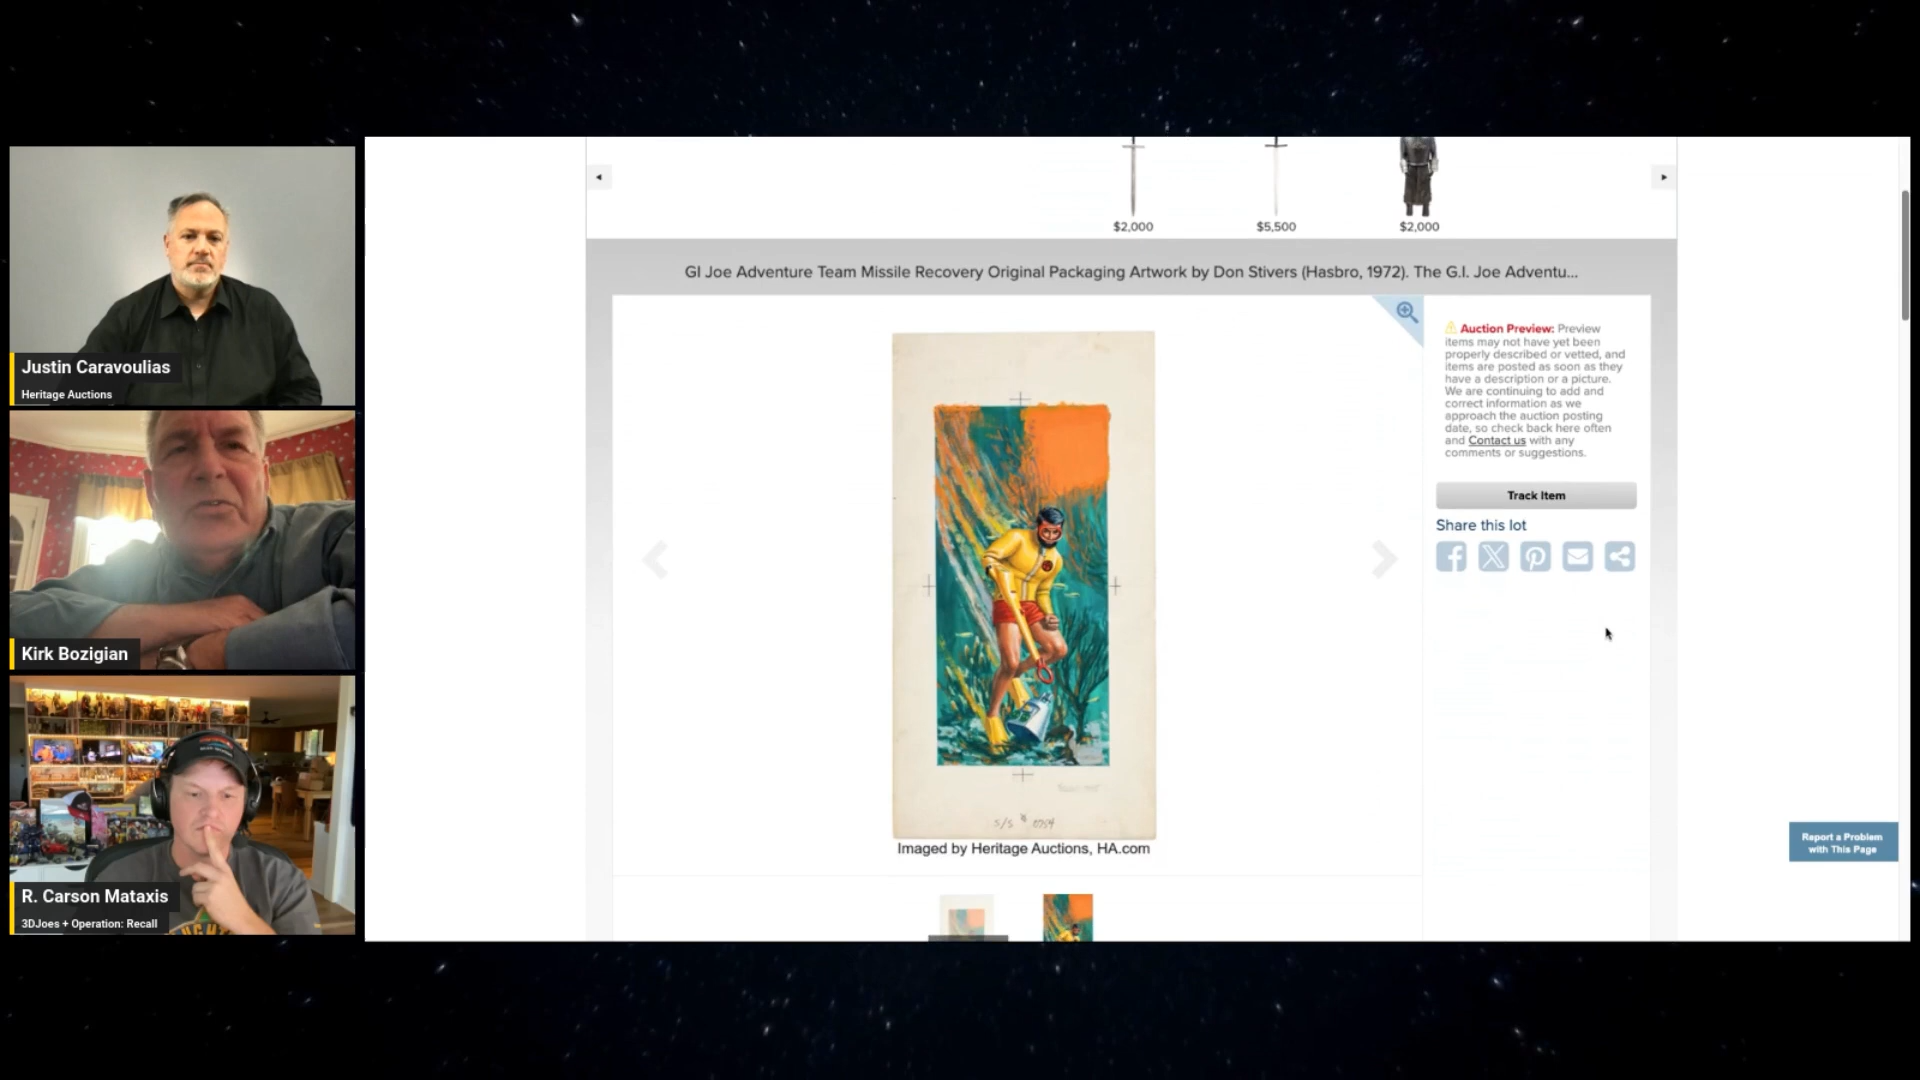 Justin Caravoulias
Heritage Auctions
Kirk Bozigian
R. Carson Mataxis
3DJoes + Operation: Recall
$2,000
$5,500
$2,000
GI Joe Adventure Team Missile Recovery Original Packaging Artwork by Don Stivers (Hasbro, 1972). The G.I. Joe Adventu...
S/S # 0754
Imaged by Heritage Auctions, HA.com
Auction Preview: Preview
items may not have yet been
properly described or vetted, and
items are posted as soon as they
have a description or a picture.
We are continuing to add and
correct information as we
approach the auction posting
date, so check back here often
and Contact us with any
comments or suggestions.
Track Item
Share this lot
Report a Problem
with This Page